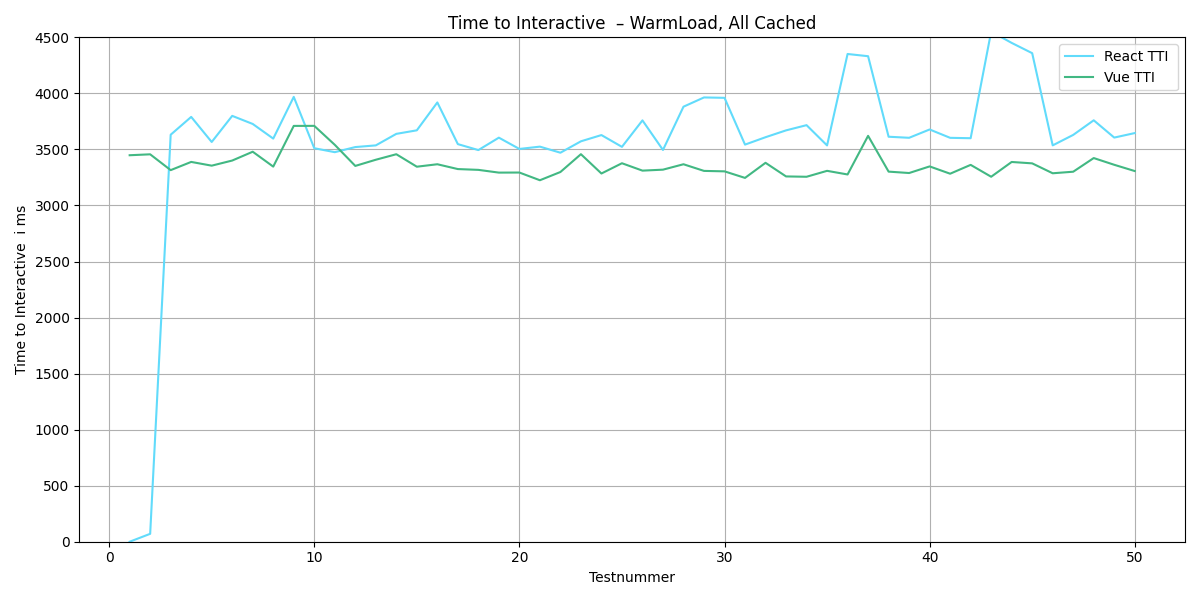 Time to Interactive  – WarmLoad, All Cached
React TTI
Vue TTI
4500
4000
3500
3000
2500
2000
1500
1000
500
0
Time to Interactive  i ms
0 10 20 30 40 50
Testnummer